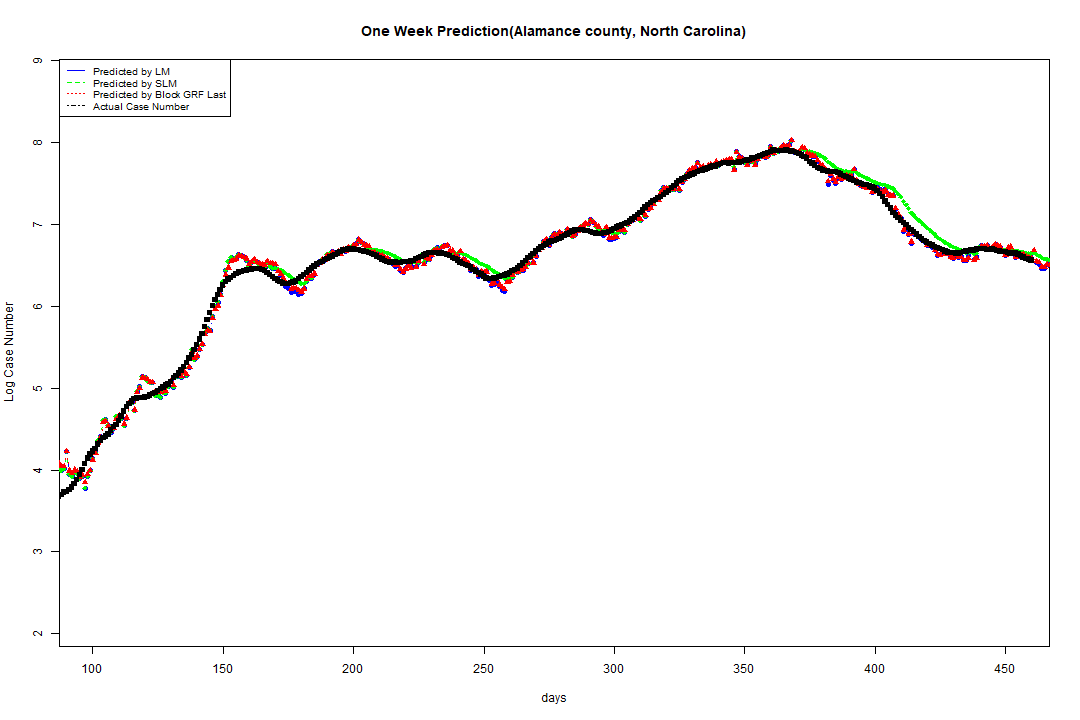 One Week Prediction(Alamance county, North Carolina)
Predicted by LM
Predicted by SLM
Predicted by Block GRF Last
Actual Case Number
9
8
7
6
5
4
3
2
Log Case Number
100 150 200 250 300 350 400 450
days